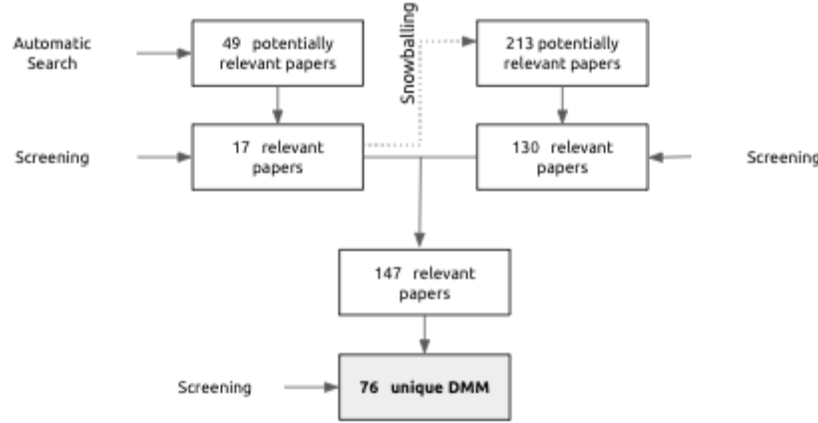 Automatic
Search
49 potentially
relevant papers
Snowballing
213 potentially
relevant papers
Screening
17 relevant
papers
130 relevant
papers
Screening
147 relevant
papers
Screening
76 unique DMM